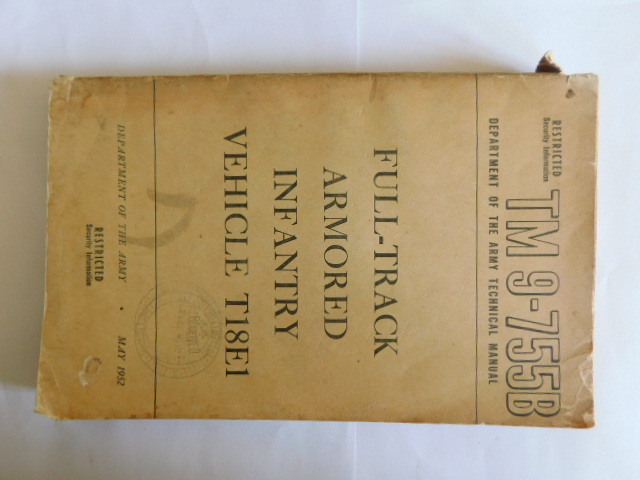 RESTRICTED
Security Information
TM 9-755B
DEPARTMENT OF THE ARMY TECHNICAL MANUAL
FULL-TRACK
ARMORED
INFANTRY
VEHICLE T18E1
DEPARTMENT OF THE ARMY • MAY 1952
RESTRICTED
Security Information